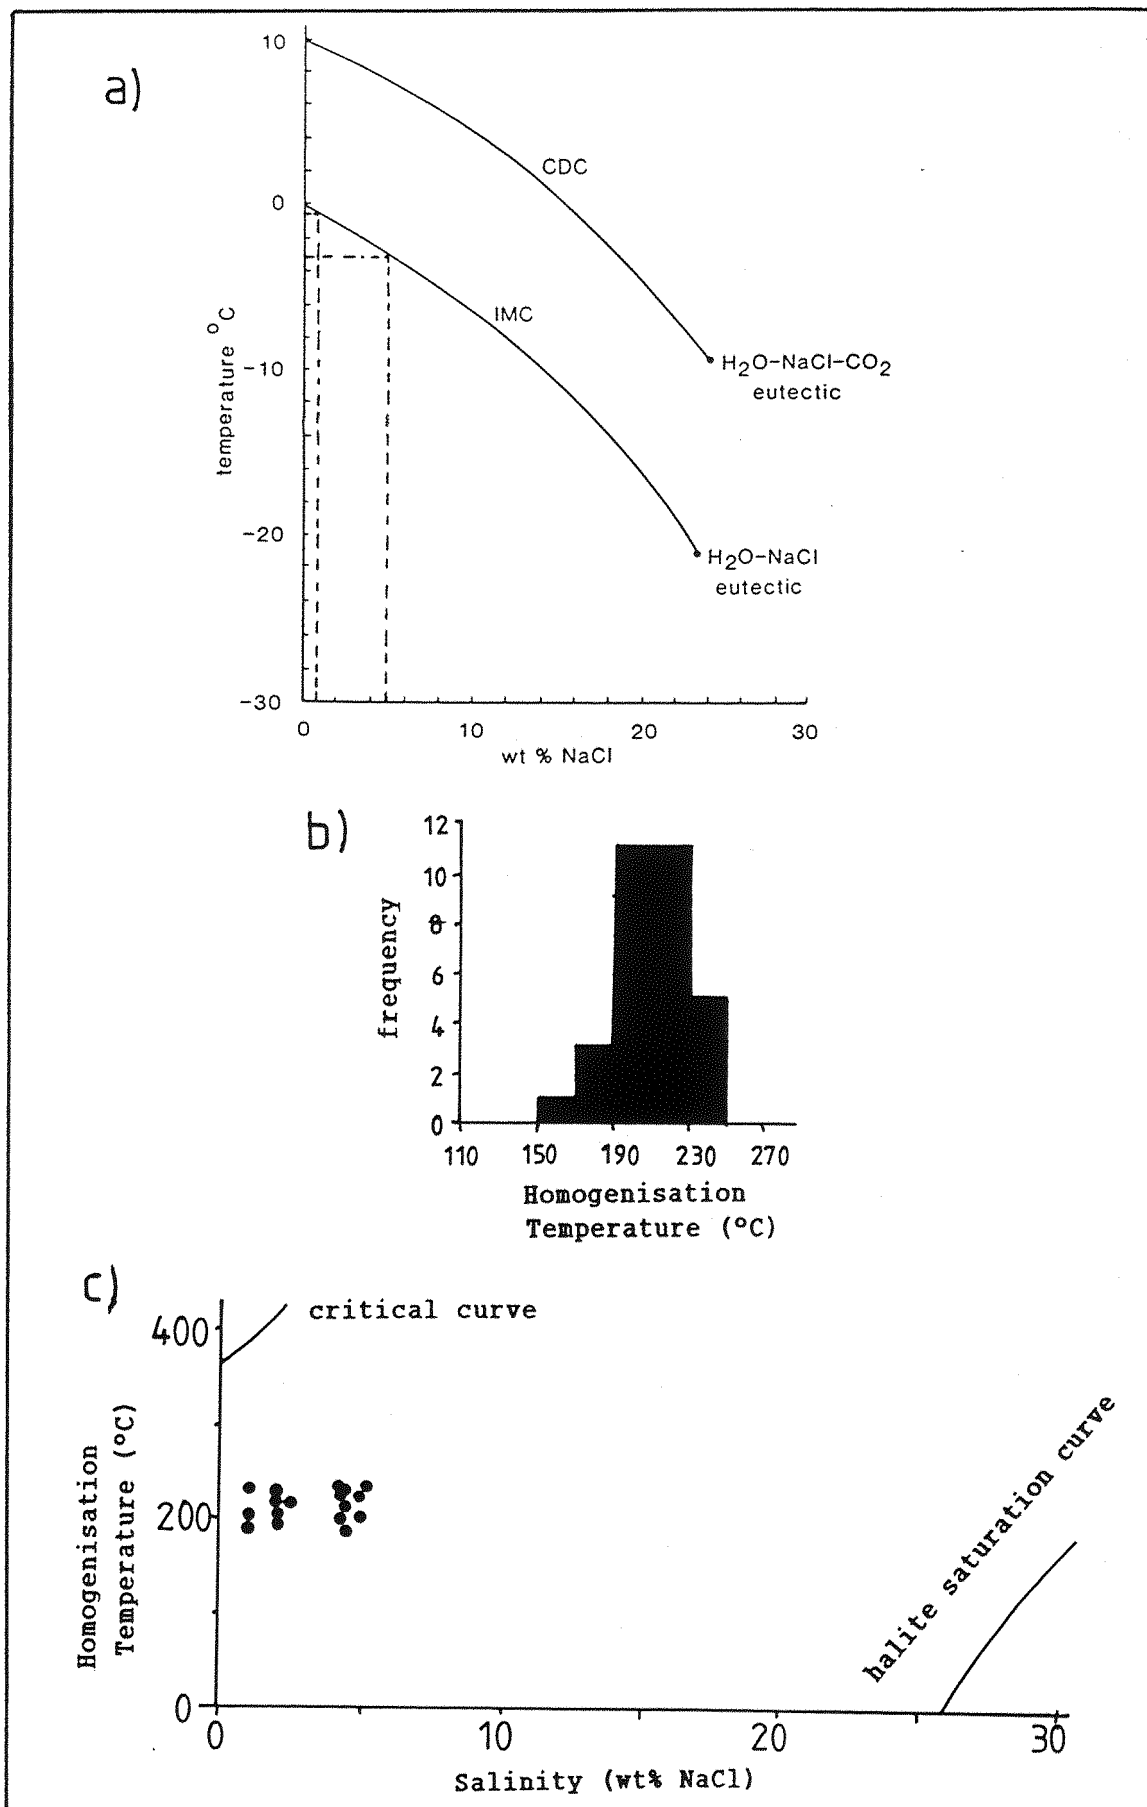 a)
10
0
-10
-20
-30
temperature °C
CDC
IMC
H2O-NaCl-CO2
eutectic
H2O-NaCl
eutectic
0 10 20 30
wt % NaCl
b)
12
10
8
6
4
2
0
frequency
110 150 190 230 270
Homogenisation
Temperature (°C)
c)
400
200
0
Homogenisation
Temperature (°C)
critical curve
halite saturation curve
0 10 20 30
Salinity (wt% NaCl)